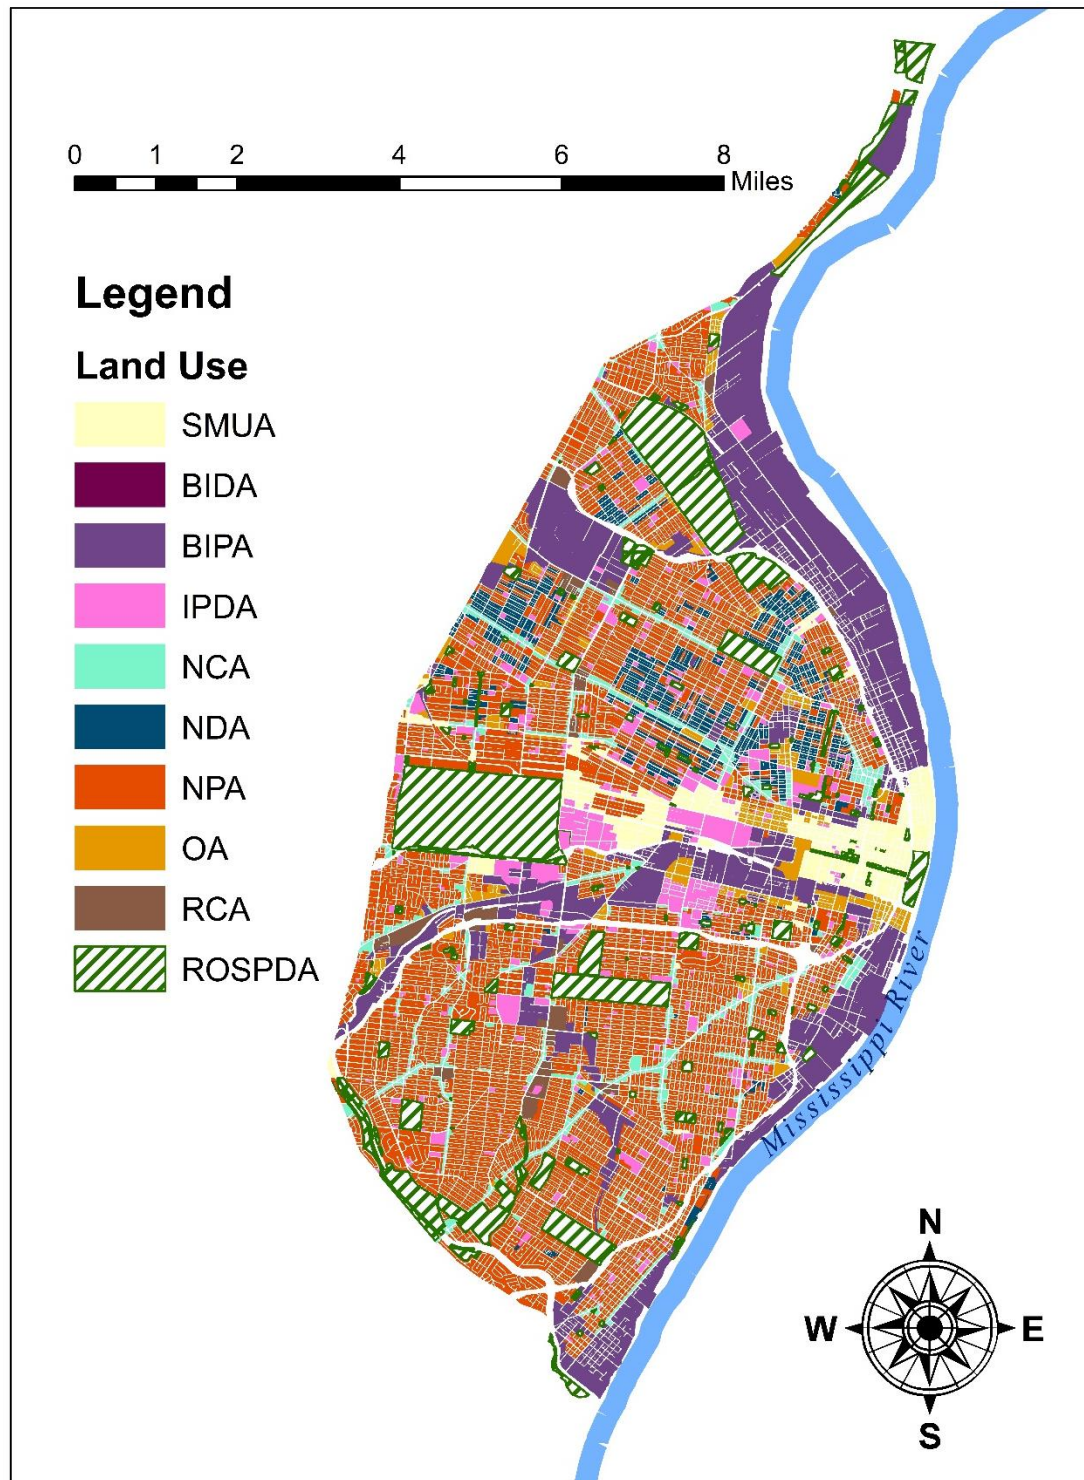 0 1 2 4 6 8
Miles
Legend
Land Use
SMUA
BIDA
BIPA
IPDA
NCA
NDA
NPA
OA
RCA
ROSPDA
Mississippi River
N
W E
S